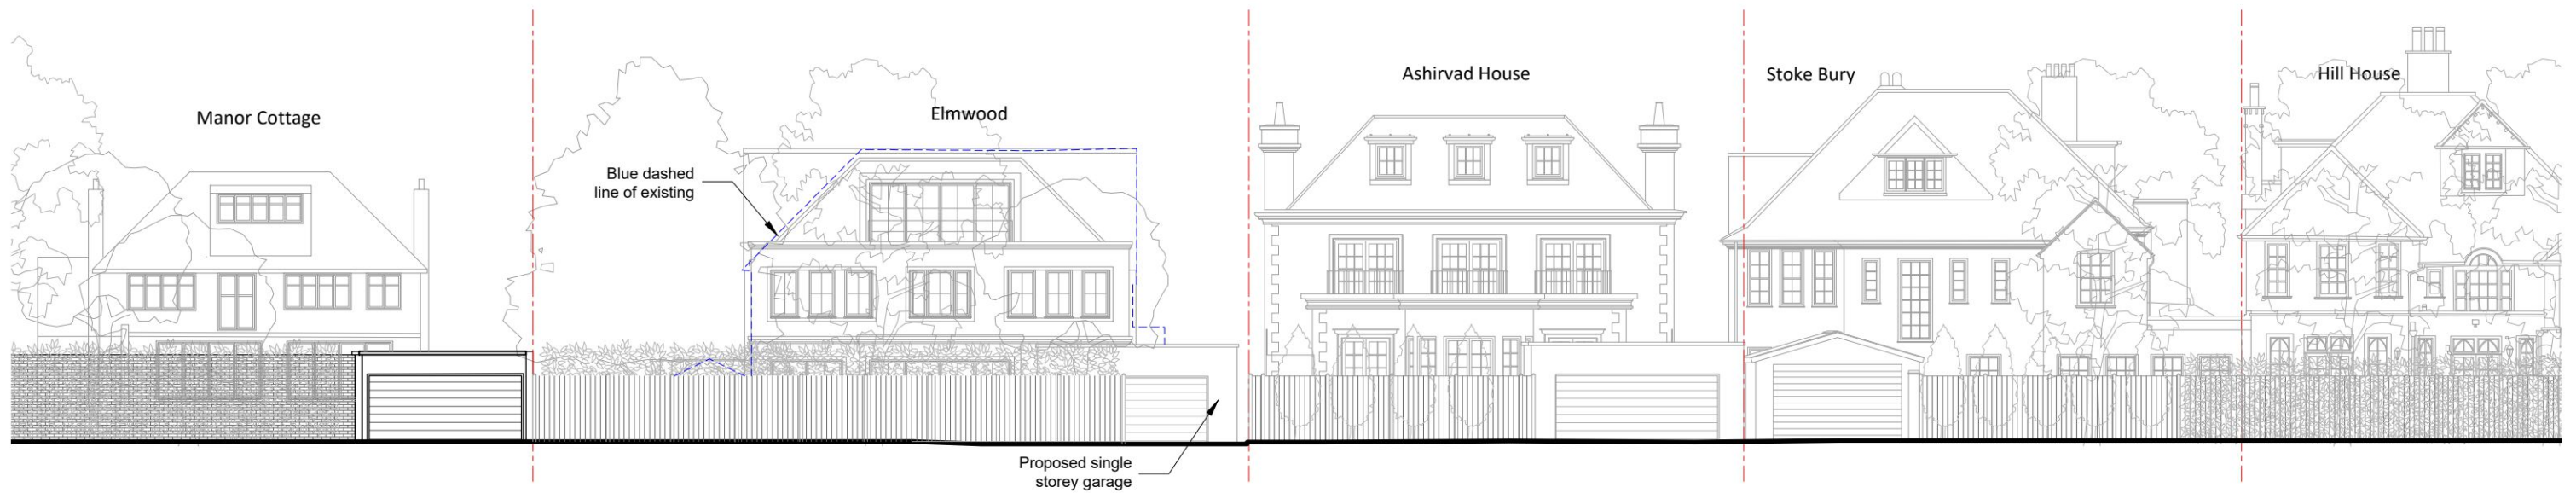 Manor Cottage
Elmwood
Ashirvad House
Stoke Bury
Hill House
Blue dashed
line of existing
Proposed single
storey garage